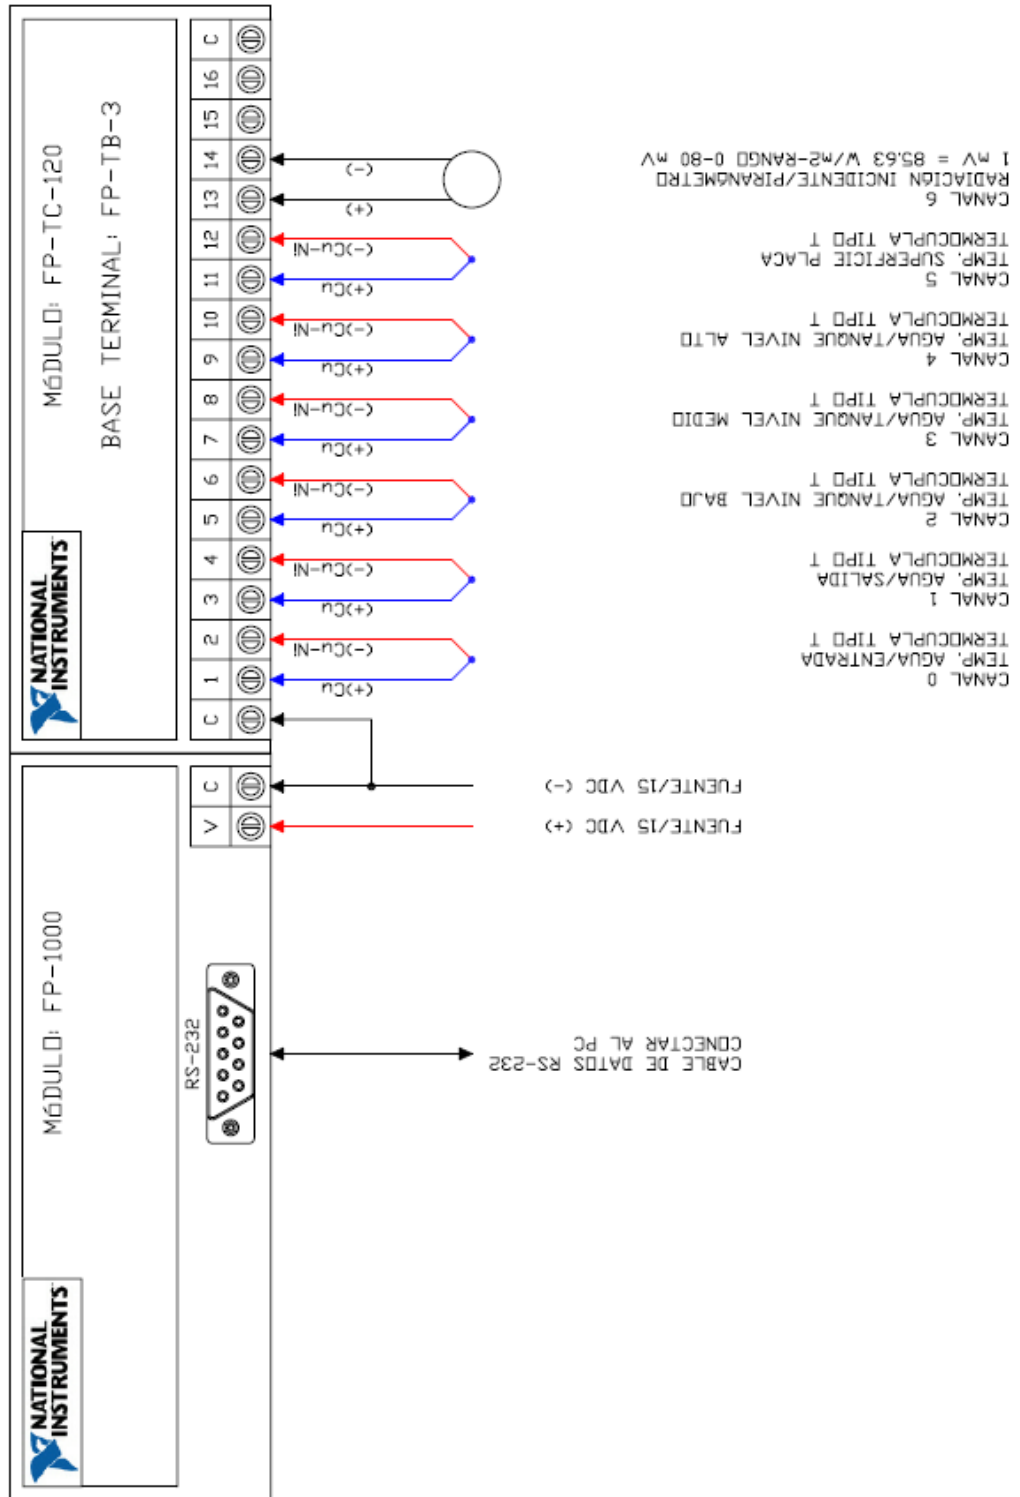 MÓDULO: FP-TC-120
BASE TERMINAL: FP-TB-3
NATIONAL
INSTRUMENTS
C
16
15
14
13
12
11
10
9
8
7
6
5
4
3
2
1
C
(-)
(+)
(-)Cu-Ni
(+)Cu
(-)Cu-Ni
(+)Cu
(-)Cu-Ni
(+)Cu
(-)Cu-Ni
(+)Cu
(-)Cu-Ni
(+)Cu
(-)Cu-Ni
(+)Cu
CANAL 6
RADIACIÓN INCIDENTE/PIRANÓMETRO
1 mV = 85.63 W/m2-RANGO 0-80 mV
CANAL 5
TEMP. SUPERFICIE PLACA
TERMOCUPLA TIPO T
CANAL 4
TEMP. AGUA/TANQUE NIVEL ALTO
TERMOCUPLA TIPO T
CANAL 3
TEMP. AGUA/TANQUE NIVEL MEDIO
TERMOCUPLA TIPO T
CANAL 2
TEMP. AGUA/TANQUE NIVEL BAJO
TERMOCUPLA TIPO T
CANAL 1
TEMP. AGUA/SALIDA
TERMOCUPLA TIPO T
CANAL 0
TEMP. AGUA/ENTRADA
TERMOCUPLA TIPO T
C
V
FUENTE/15 VDC (-)
FUENTE/15 VDC (+)
MÓDULO: FP-1000
RS-232
CABLE DE DATOS RS-232
CONECTAR AL PC
NATIONAL
INSTRUMENTS